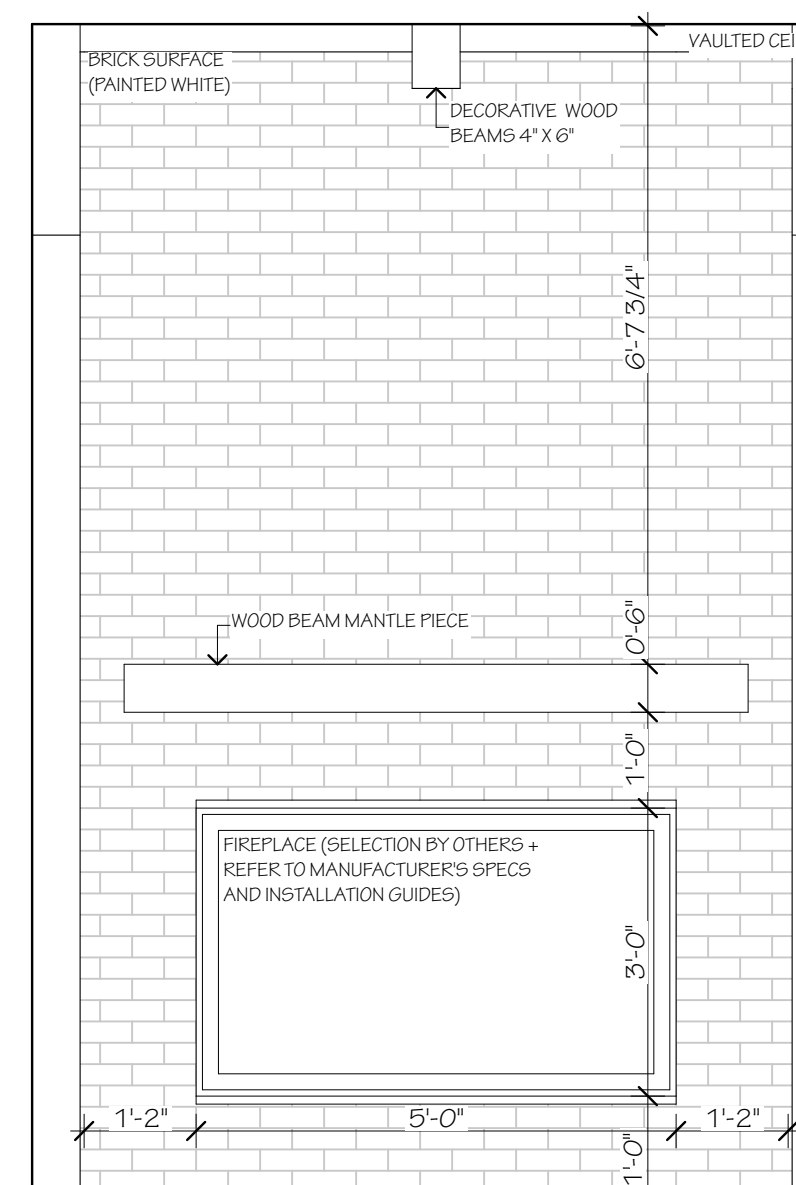 VAULTED CEI
BRICK SURFACE
(PAINTED WHITE)
DECORATIVE WOOD
BEAMS 4" X 6"
6'-7 3/4"
WOOD BEAM MANTLE PIECE
0'-6"
1'-0"
FIREPLACE (SELECTION BY OTHERS +
REFER TO MANUFACTURER'S SPECS
AND INSTALLATION GUIDES)
3'-0"
1'-2"
5'-0"
1'-2"
1'-0"